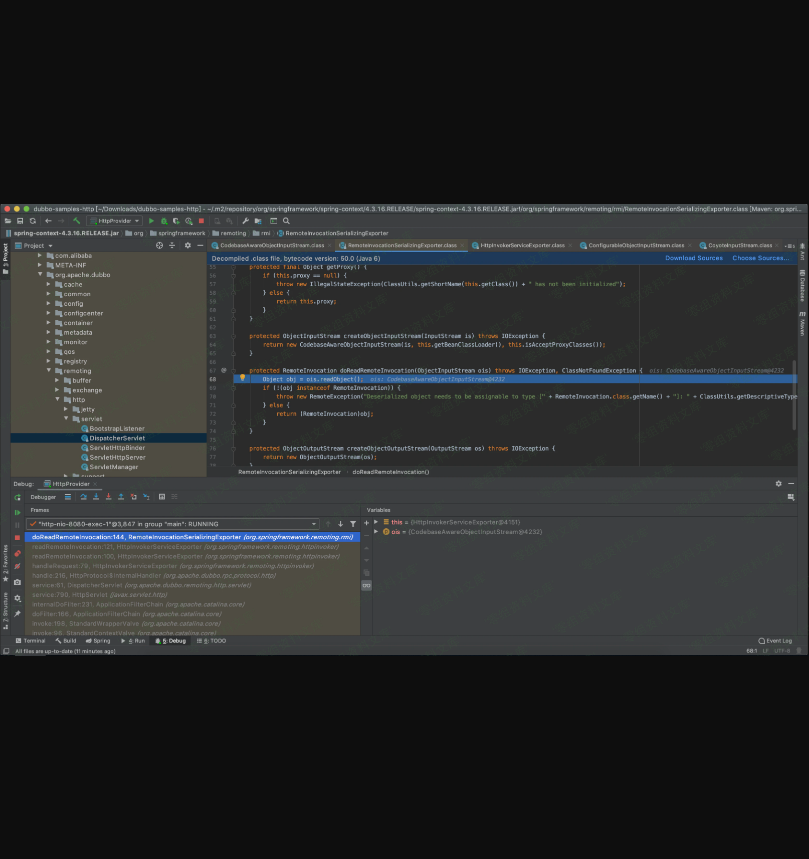 dubbo-samples-http [~/Downloads/dubbo-samples-http] - ~/.m2/repository/org/springframework/spring-context/4.3.16.RELEASE/spring-context-4.3.16.RELEASE.jar!/org/springframework/remoting/rmi/RemoteInvocationSerializingExporter.class [Maven: org.spri...
HttpProvider
spring-context-4.3.16.RELEASE.jar org springframework remoting rmi RemoteInvocationSerializingExporter
Project CodebaseAwareObjectInputStream.class RemoteInvocationSerializingExporter.class HttpInvokerServiceExporter.class ConfigurableObjectInputStream.class CoyoteInputStream.class
Decompiled .class file, bytecode version: 50.0 (Java 6) Download Sources Choose Sources...
com.alibaba
META-INF
org.apache.dubbo
cache
common
config
configcenter
container
metadata
monitor
qos
registry
remoting
buffer
exchange
http
jetty
servlet
BootstrapListener
DispatcherServlet
ServletHttpBinder
ServletHttpServer
ServletManager
support
55 protected final Object getProxy() {
56 if (this.proxy == null) {
57 throw new IllegalStateException(ClassUtils.getShortName(this.getClass()) + " has not been initialized");
58 } else {
59 return this.proxy;
60 }
61 }
62
63 protected ObjectInputStream createObjectInputStream(InputStream is) throws IOException {
64 return new CodebaseAwareObjectInputStream(is, this.getBeanClassLoader(), this.isAcceptProxyClasses());
65 }
66
67 protected RemoteInvocation doReadRemoteInvocation(ObjectInputStream ois) throws IOException, ClassNotFoundException { ois: CodebaseAwareObjectInputStream@4232
68 Object obj = ois.readObject(); ois: CodebaseAwareObjectInputStream@4232
69 if (!(obj instanceof RemoteInvocation)) {
70 throw new RemoteException("Deserialized object needs to be assignable to type [" + RemoteInvocation.class.getName() + "]: " + ClassUtils.getDescriptiveType
71 } else {
72 return (RemoteInvocation)obj;
73 }
74 }
75
76 protected ObjectOutputStream createObjectOutputStream(OutputStream os) throws IOException {
77 return new ObjectOutputStream(os);
78 }
RemoteInvocationSerializingExporter doReadRemoteInvocation()
Debug: HttpProvider
Debugger
Frames Variables
"http-nio-8080-exec-1"@3,847 in group "main": RUNNING
doReadRemoteInvocation:144, RemoteInvocationSerializingExporter (org.springframework.remoting.rmi)
readRemoteInvocation:121, HttpInvokerServiceExporter (org.springframework.remoting.httpinvoker)
readRemoteInvocation:100, HttpInvokerServiceExporter (org.springframework.remoting.httpinvoker)
handleRequest:79, HttpInvokerServiceExporter (org.springframework.remoting.httpinvoker)
handle:216, HttpProtocol$InternalHandler (org.apache.dubbo.rpc.protocol.http)
service:61, DispatcherServlet (org.apache.dubbo.remoting.http.servlet)
service:790, HttpServlet (javax.servlet.http)
internalDoFilter:231, ApplicationFilterChain (org.apache.catalina.core)
doFilter:166, ApplicationFilterChain (org.apache.catalina.core)
invoke:198, StandardWrapperValve (org.apache.catalina.core)
invoke:96, StandardContextValve (org.apache.catalina.core)
this = {HttpInvokerServiceExporter@4151}
ois = {CodebaseAwareObjectInputStream@4232}
1: Project
2: Favorites
Z: Structure
Ant
Database
Maven
Terminal Build Spring 4: Run 5: Debug 6: TODO Event Log
All files are up-to-date (11 minutes ago) 68:1 LF UTF-8